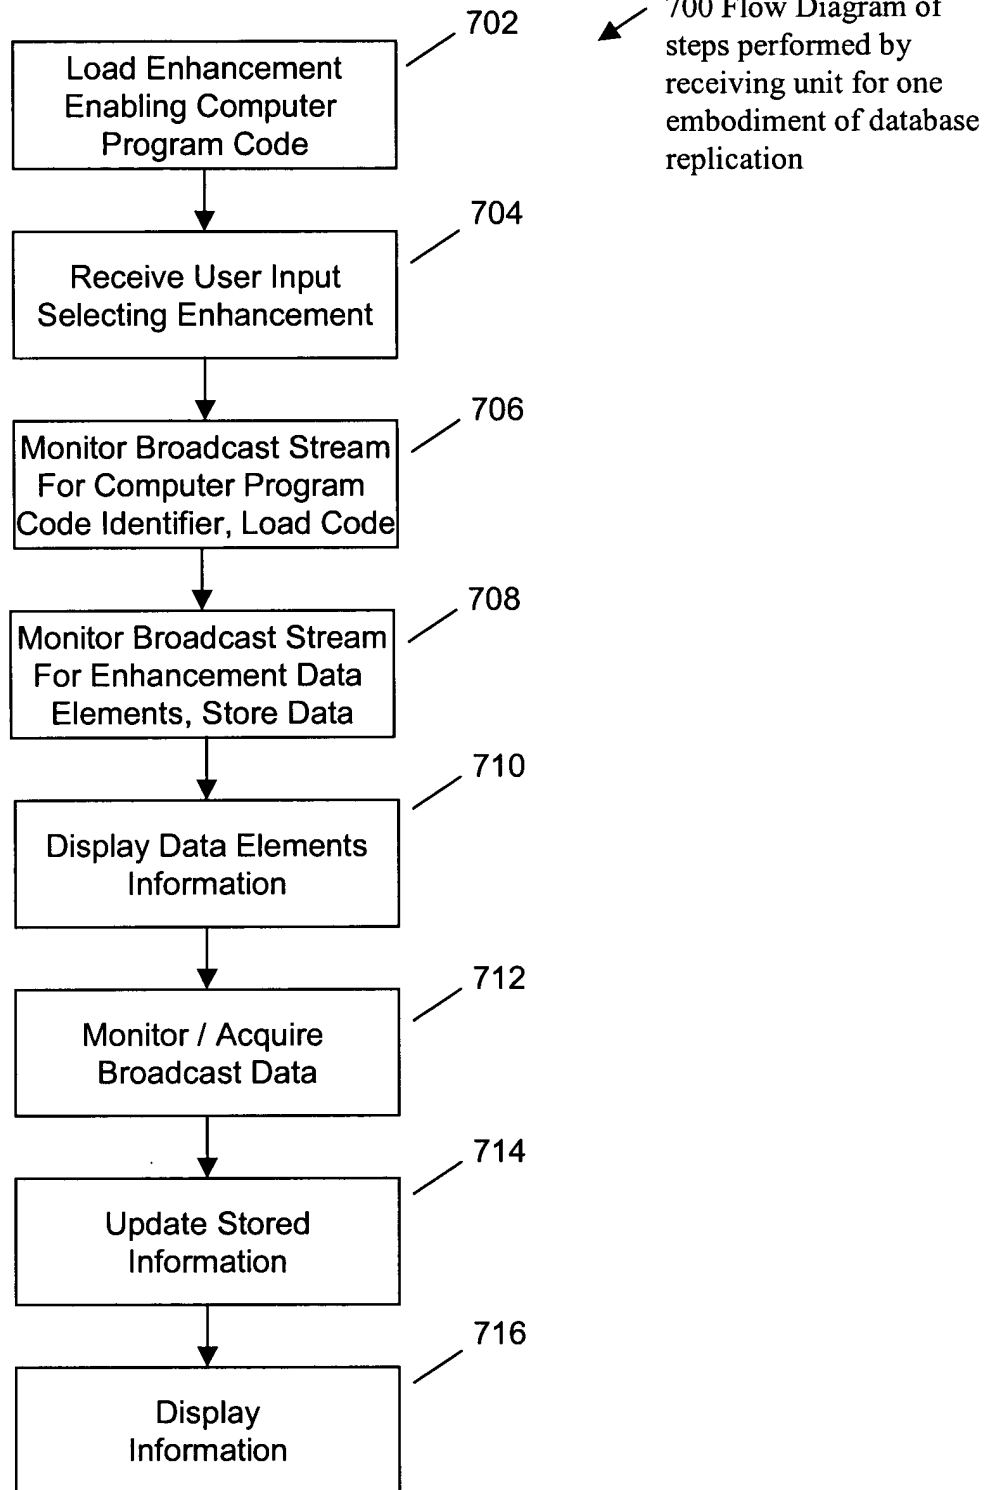 700 Flow Diagram of
steps performed by
receiving unit for one
embodiment of database
replication
702
Load Enhancement
Enabling Computer
Program Code
704
Receive User Input
Selecting Enhancement
706
Monitor Broadcast Stream
For Computer Program
Code Identifier, Load Code
708
Monitor Broadcast Stream
For Enhancement Data
Elements, Store Data
710
Display Data Elements
Information
712
Monitor / Acquire
Broadcast Data
714
Update Stored
Information
716
Display
Information